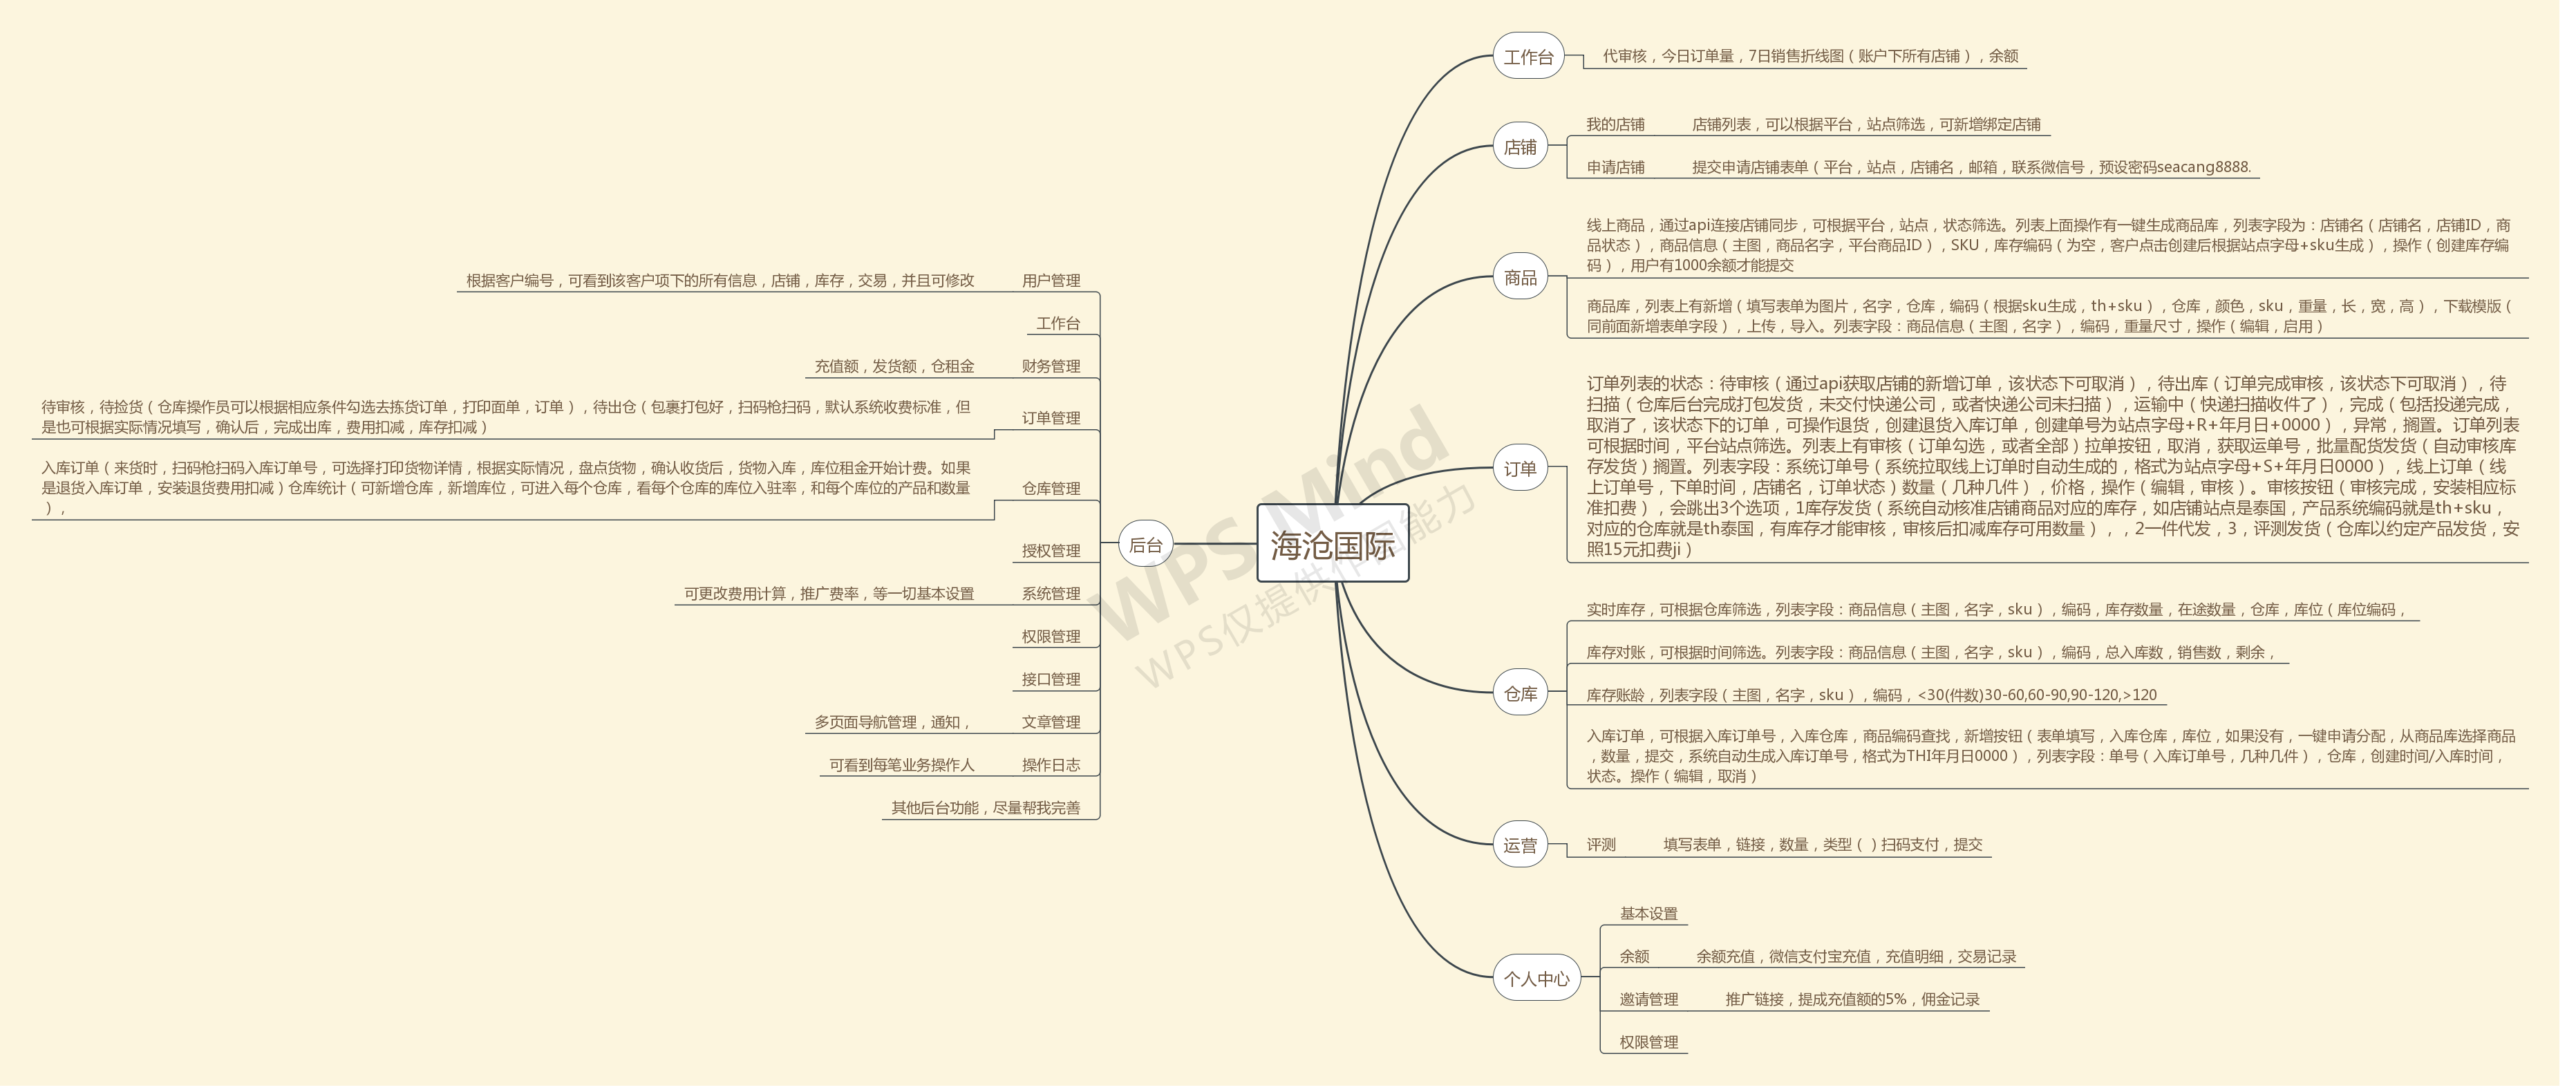 工作台
代审核，今日订单量，7日销售折线图（账户下所有店铺），余额
店铺
我的店铺
店铺列表，可以根据平台，站点筛选，可新增绑定店铺
申请店铺
提交申请店铺表单（平台，站点，店铺名，邮箱，联系微信号，预设密码seacang8888.
商品
线上商品，通过api连接店铺同步，可根据平台，站点，状态筛选。列表上面操作有一键生成商品库，列表字段为：店铺名（店铺名，店铺ID，商
品状态），商品信息（主图，商品名字，平台商品ID），SKU，库存编码（为空，客户点击创建后根据站点字母+sku生成），操作（创建库存编
码），用户有1000余额才能提交
商品库，列表上有新增（填写表单为图片，名字，仓库，编码（根据sku生成，th+sku），仓库，颜色，sku，重量，长，宽，高），下载模版（
同前面新增表单字段），上传，导入。列表字段：商品信息（主图，名字），编码，重量尺寸，操作（编辑，启用）
订单
订单列表的状态：待审核（通过api获取店铺的新增订单，该状态下可取消），待出库（订单完成审核，该状态下可取消），待
扫描（仓库后台完成打包发货，未交付快递公司，或者快递公司未扫描），运输中（快递扫描收件了），完成（包括投递完成，
取消了，该状态下的订单，可操作退货，创建退货入库订单，创建单号为站点字母+R+年月日+0000），异常，搁置。订单列表
可根据时间，平台站点筛选。列表上有审核（订单勾选，或者全部）拉单按钮，取消，获取运单号，批量配货发货（自动审核库
存发货）搁置。列表字段：系统订单号（系统拉取线上订单时自动生成的，格式为站点字母+S+年月日0000），线上订单（线
上订单号，下单时间，店铺名，订单状态）数量（几种几件），价格，操作（编辑，审核）。审核按钮（审核完成，安装相应标
准扣费），会跳出3个选项，1库存发货（系统自动核准店铺商品对应的库存，如店铺站点是泰国，产品系统编码就是th+sku，
对应的仓库就是th泰国，有库存才能审核，审核后扣减库存可用数量），，2一件代发，3，评测发货（仓库以约定产品发货，安
照15元扣费ji）
仓库
实时库存，可根据仓库筛选，列表字段：商品信息（主图，名字，sku），编码，库存数量，在途数量，仓库，库位（库位编码，
库存对账，可根据时间筛选。列表字段：商品信息（主图，名字，sku），编码，总入库数，销售数，剩余，
库存账龄，列表字段（主图，名字，sku），编码，<30(件数)30-60,60-90,90-120,>120
入库订单，可根据入库订单号，入库仓库，商品编码查找，新增按钮（表单填写，入库仓库，库位，如果没有，一键申请分配，从商品库选择商品
，数量，提交，系统自动生成入库订单号，格式为THI年月日0000），列表字段：单号（入库订单号，几种几件），仓库，创建时间/入库时间，
状态。操作（编辑，取消）
运营
评测
填写表单，链接，数量，类型（ ）扫码支付，提交
个人中心
基本设置
余额
余额充值，微信支付宝充值，充值明细，交易记录
邀请管理
推广链接，提成充值额的5%，佣金记录
权限管理
海沧国际
后台
用户管理
根据客户编号，可看到该客户项下的所有信息，店铺，库存，交易，并且可修改
工作台
财务管理
充值额，发货额，仓租金
订单管理
待审核，待捡货（仓库操作员可以根据相应条件勾选去拣货订单，打印面单，订单），待出仓（包裹打包好，扫码枪扫码，默认系统收费标准，但
是也可根据实际情况填写，确认后，完成出库，费用扣减，库存扣减）
仓库管理
入库订单（来货时，扫码枪扫码入库订单号，可选择打印货物详情，根据实际情况，盘点货物，确认收货后，货物入库，库位租金开始计费。如果
是退货入库订单，安装退货费用扣减）仓库统计（可新增仓库，新增库位，可进入每个仓库，看每个仓库的库位入驻率，和每个库位的产品和数量
），
授权管理
系统管理
可更改费用计算，推广费率，等一切基本设置
权限管理
接口管理
文章管理
多页面导航管理，通知，
操作日志
可看到每笔业务操作人
其他后台功能，尽量帮我完善
WPS Mind
WPS仅提供作图能力